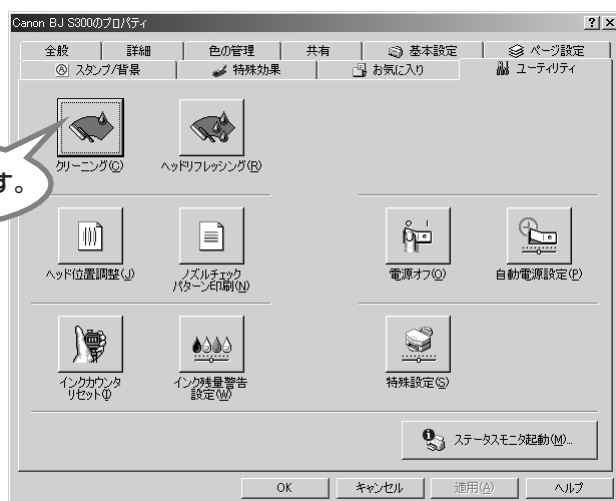 Canon BJ S300のプロパティ
全般 詳細 色の管理 共有 基本設定 ページ設定
スタンプ/背景 特殊効果 お気に入り ユーティリティ
クリーニング(C) ヘッドリフレッシング(R)
す。
ヘッド位置調整(J) ノズルチェック 電源オフ(O) 自動電源設定(P)
パターン印刷(N)
インクカウンタ インク残量警告 特殊設定(S)
リセット(I) 設定(W)
ステータスモニタ起動(M)...
OK キャンセル 適用(A) ヘルプ